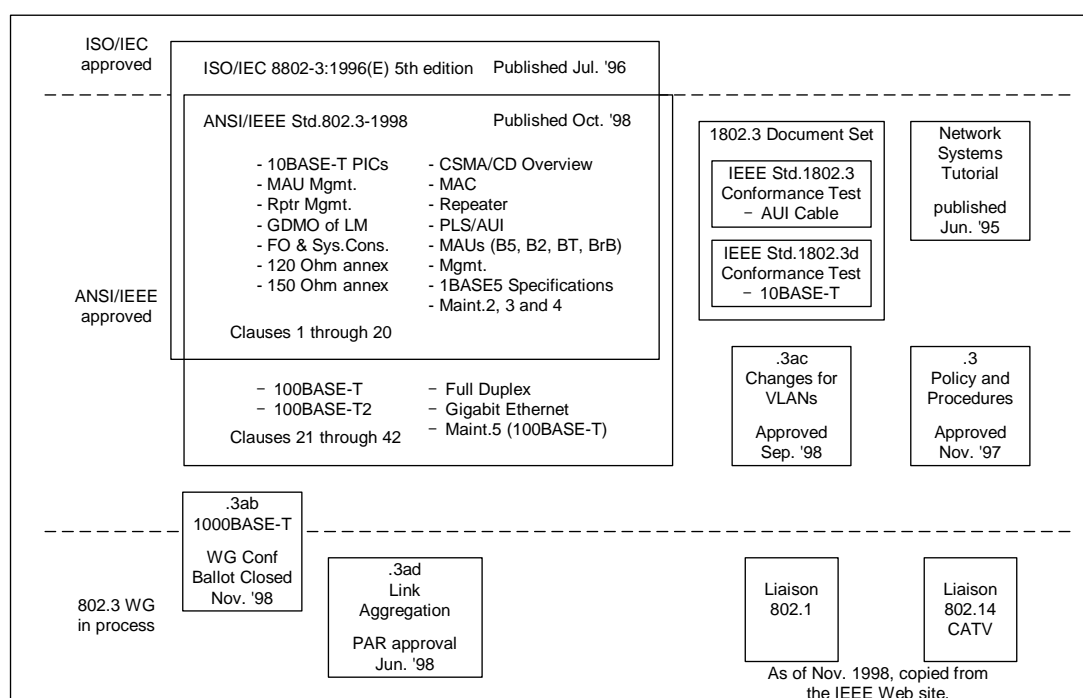 ISO/IEC
approved
ISO/IEC 8802-3:1996(E) 5th edition Published Jul. '96
ANSI/IEEE
approved
ANSI/IEEE Std.802.3-1998 Published Oct. '98
- 10BASE-T PICs
- MAU Mgmt.
- Rptr Mgmt.
- GDMO of LM
- FO & Sys.Cons.
- 120 Ohm annex
- 150 Ohm annex
- CSMA/CD Overview
- MAC
- Repeater
- PLS/AUI
- MAUs (B5, B2, BT, BrB)
- Mgmt.
- 1BASE5 Specifications
- Maint.2, 3 and 4
Clauses 1 through 20
- 100BASE-T
- 100BASE-T2
- Full Duplex
- Gigabit Ethernet
- Maint.5 (100BASE-T)
Clauses 21 through 42
1802.3 Document Set
IEEE Std.1802.3
Conformance Test
- AUI Cable
IEEE Std.1802.3d
Conformance Test
- 10BASE-T
Network
Systems
Tutorial
published
Jun. '95
.3ac
Changes for
VLANs
Approved
Sep. '98
.3
Policy and
Procedures
Approved
Nov. '97
802.3 WG
in process
.3ab
1000BASE-T
WG Conf
Ballot Closed
Nov. '98
.3ad
Link
Aggregation
PAR approval
Jun. '98
Liaison
802.1
Liaison
802.14
CATV
As of Nov. 1998, copied from
the IEEE Web site.